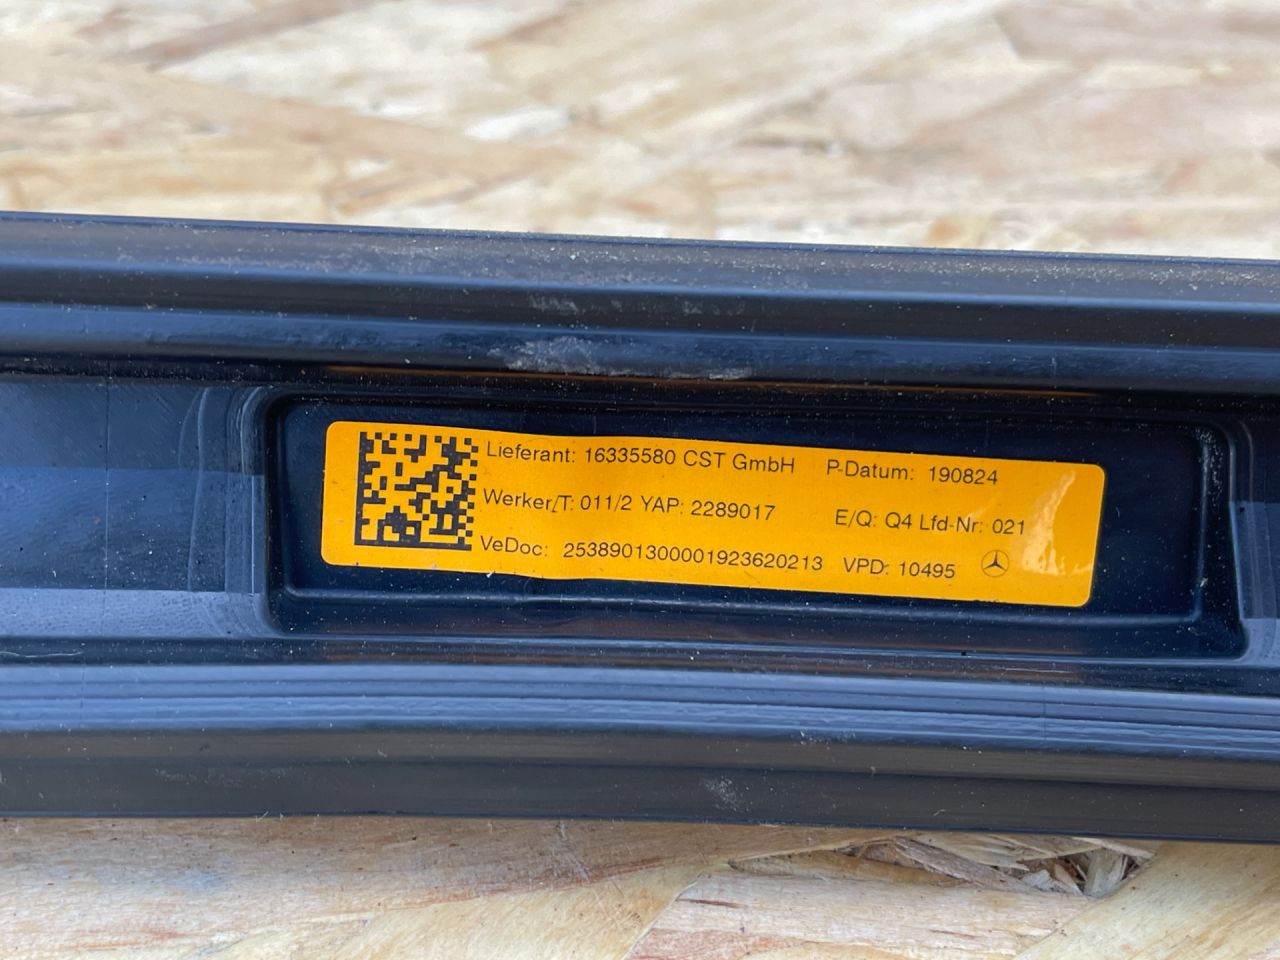 Lieferant: 16335580 CST GmbH P-Datum: 190824
Werker/T: 011/2 YAP: 2289017 E/Q: Q4 Lfd-Nr: 021
VeDoc: 2538901300001923620213 VPD: 10495